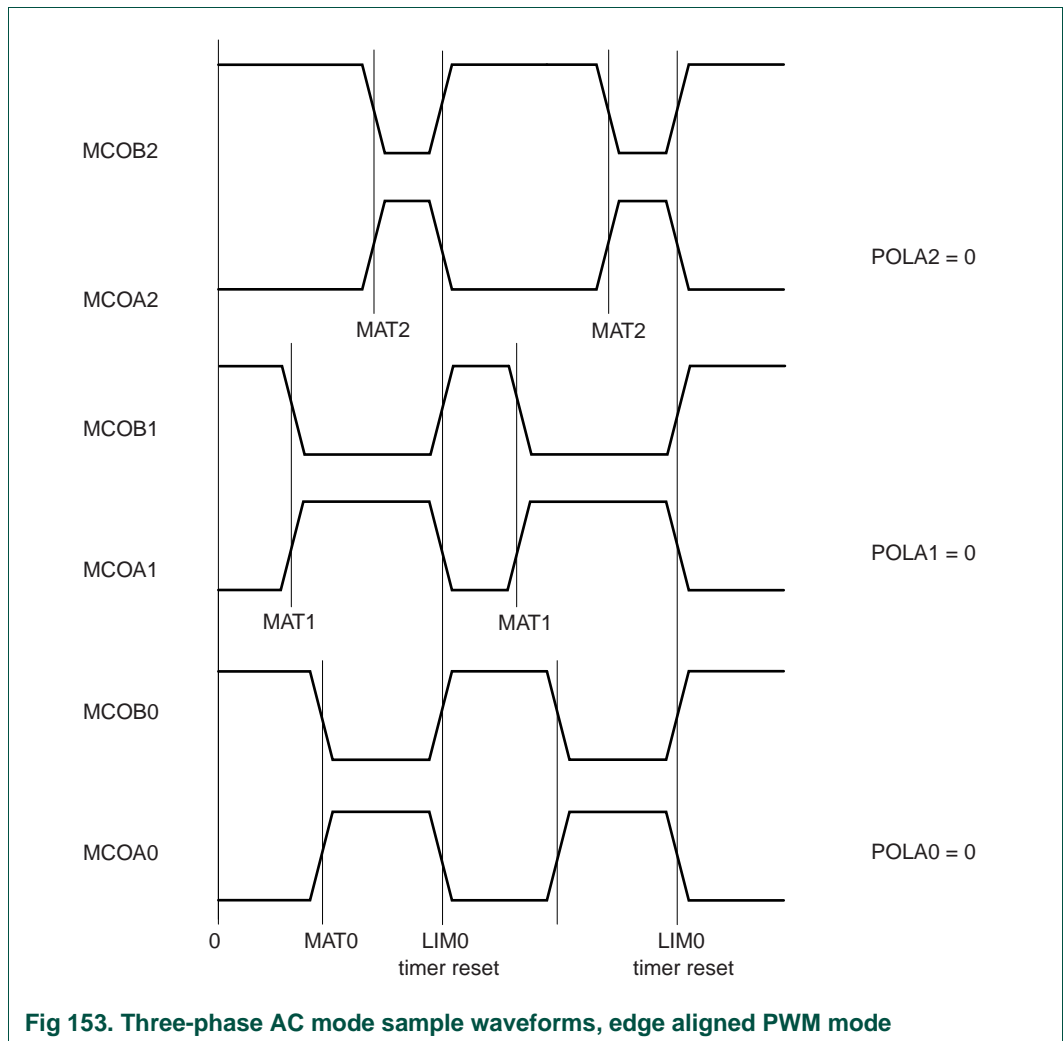 MCOB2
POLA2 = 0
MCOA2
MAT2 MAT2
MCOB1
POLA1 = 0
MCOA1
MAT1 MAT1
MCOB0
MCOA0 POLA0 = 0
0 MAT0 LIM0 LIM0
timer reset timer reset
Fig 153. Three-phase AC mode sample waveforms, edge aligned PWM mode